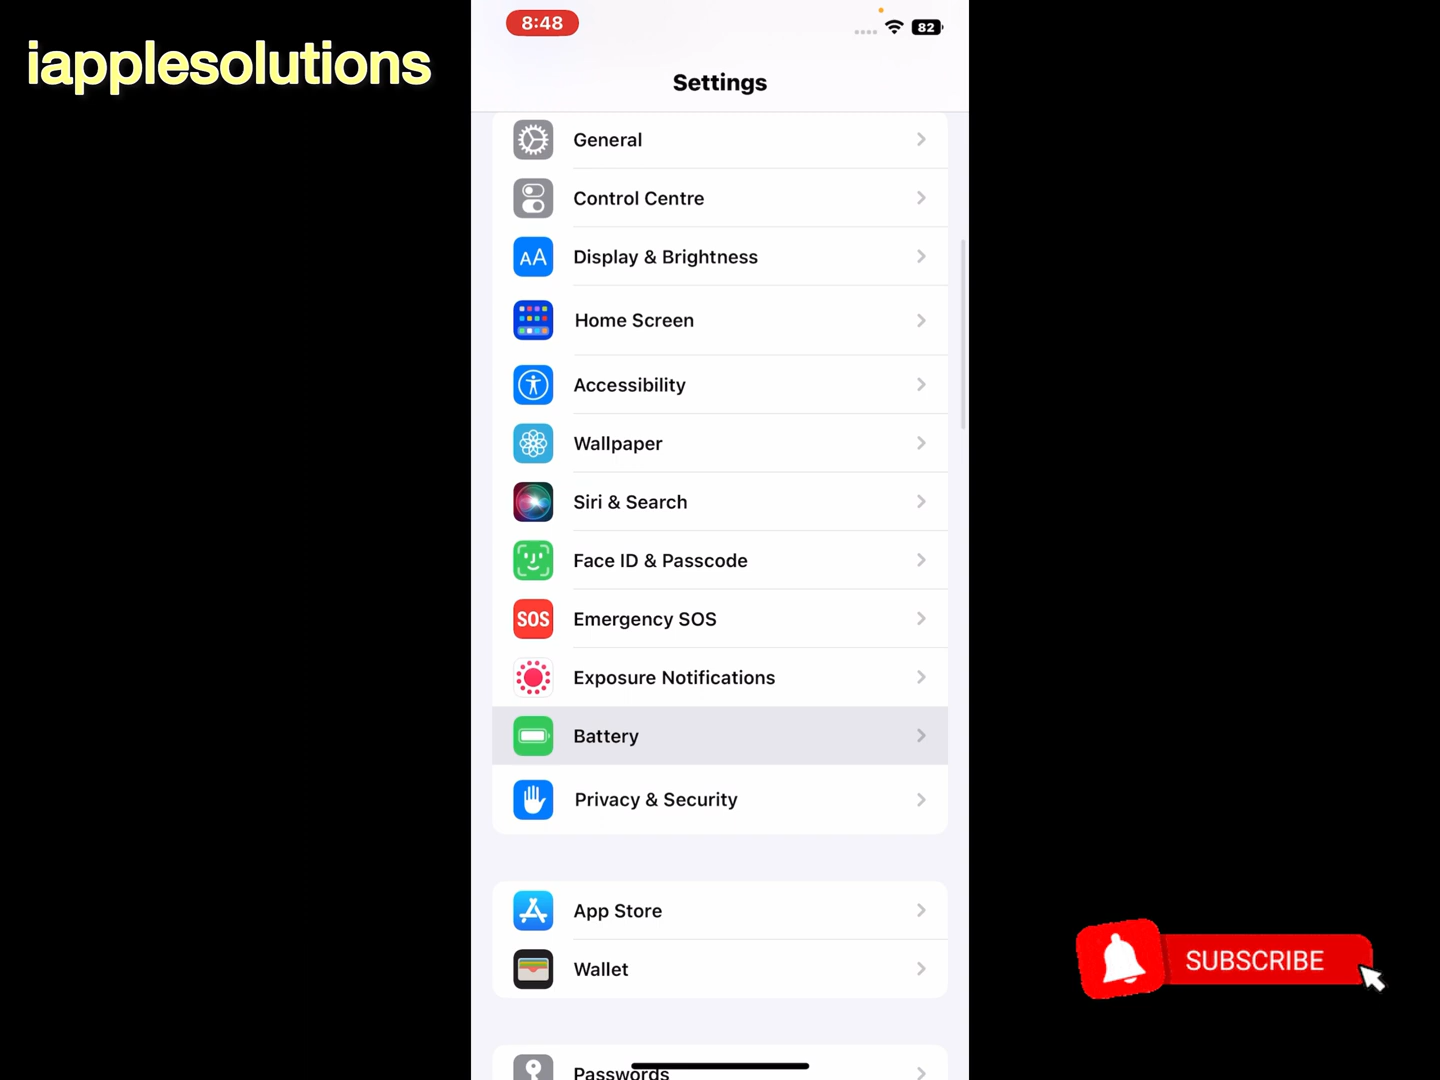 iapplesolutions
8:48
82
Settings
General
Control Centre
AA Display & Brightness
Home Screen
Accessibility
Wallpaper
Siri & Search
Face ID & Passcode
SOS Emergency SOS
Exposure Notifications
Battery
Privacy & Security
App Store
Wallet
Passwords
SUBSCRIBE